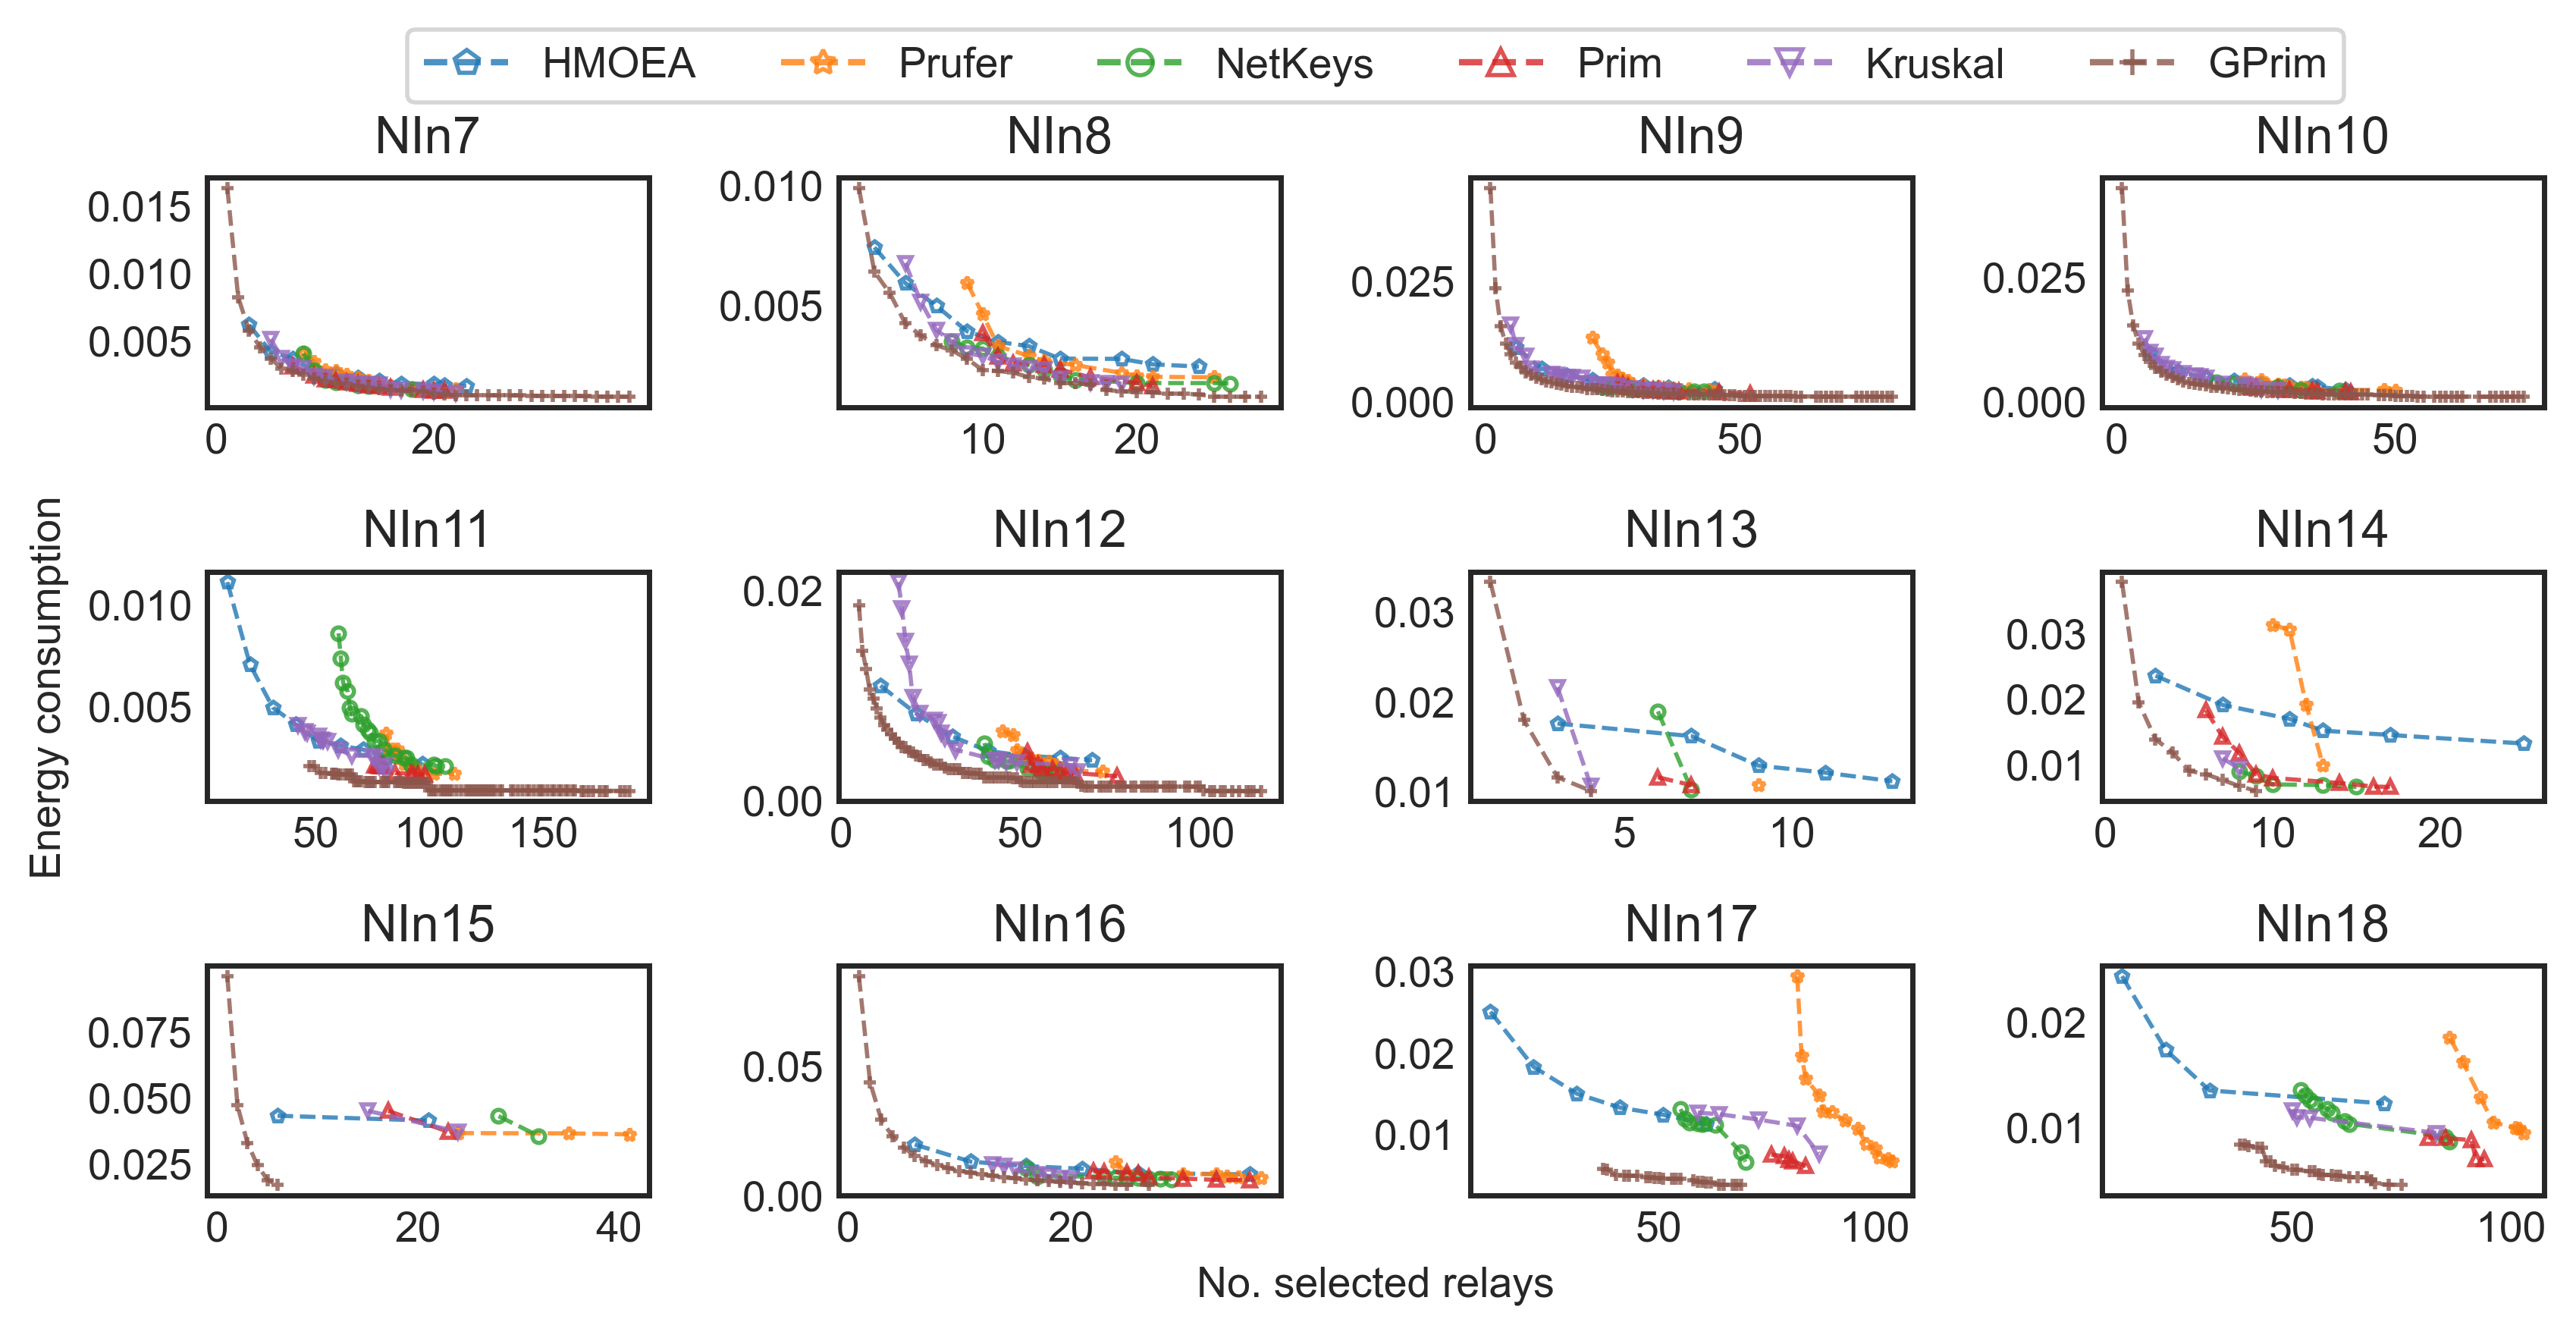 HMOEA Prufer NetKeys Prim Kruskal GPrim
NIn7 NIn8 NIn9 NIn10
0.015 0.010 0.005 0 20
0.010 0.005 10 20
0.025 0.000 0 50
0.025 0.000 0 50
Energy consumption
NIn11 NIn12 NIn13 NIn14
0.010 0.005 50 100 150
0.02 0.00 0 50 100
0.03 0.02 0.01 5 10
0.03 0.02 0.01 0 10 20
NIn15 NIn16 NIn17 NIn18
0.075 0.050 0.025 0 20 40
0.05 0.00 0 20
0.03 0.02 0.01 50 100
0.02 0.01 50 100
No. selected relays